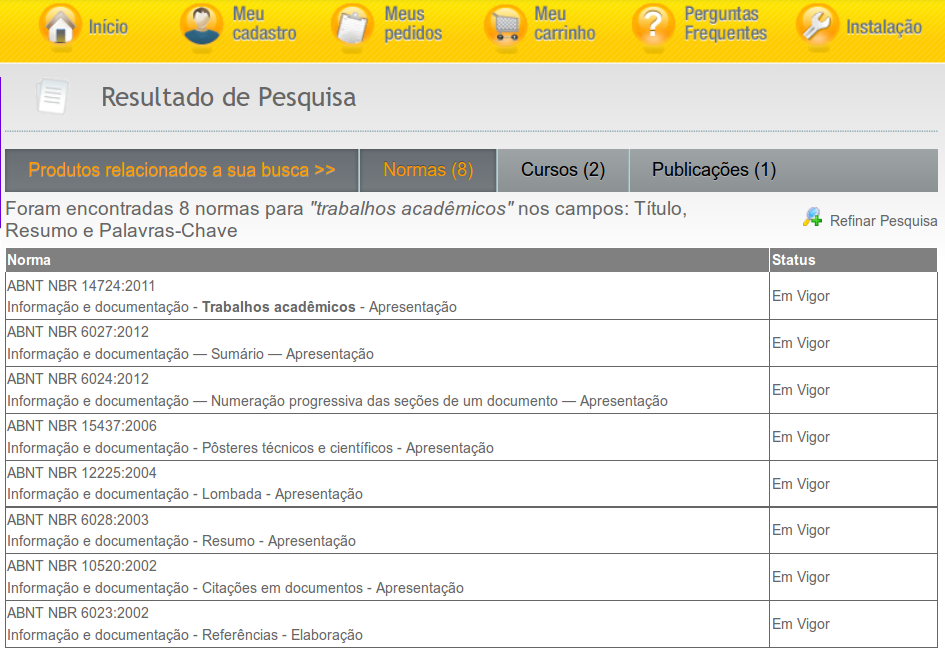 Início
Meu
cadastro
Meus
pedidos
Meu
carrinho
Perguntas
Frequentes
Instalação
Resultado de Pesquisa
Produtos relacionados a sua busca >>
Normas (8)
Cursos (2)
Publicações (1)
Foram encontradas 8 normas para "trabalhos acadêmicos" nos campos: Título,
Resumo e Palavras-Chave
Refinar Pesquisa
Norma Status
ABNT NBR 14724:2011
Informação e documentação - Trabalhos acadêmicos - Apresentação
Em Vigor
ABNT NBR 6027:2012
Informação e documentação — Sumário — Apresentação
Em Vigor
ABNT NBR 6024:2012
Informação e documentação — Numeração progressiva das seções de um documento — Apresentação
Em Vigor
ABNT NBR 15437:2006
Informação e documentação - Pôsteres técnicos e científicos - Apresentação
Em Vigor
ABNT NBR 12225:2004
Informação e documentação - Lombada - Apresentação
Em Vigor
ABNT NBR 6028:2003
Informação e documentação - Resumo - Apresentação
Em Vigor
ABNT NBR 10520:2002
Informação e documentação - Citações em documentos - Apresentação
Em Vigor
ABNT NBR 6023:2002
Informação e documentação - Referências - Elaboração
Em Vigor